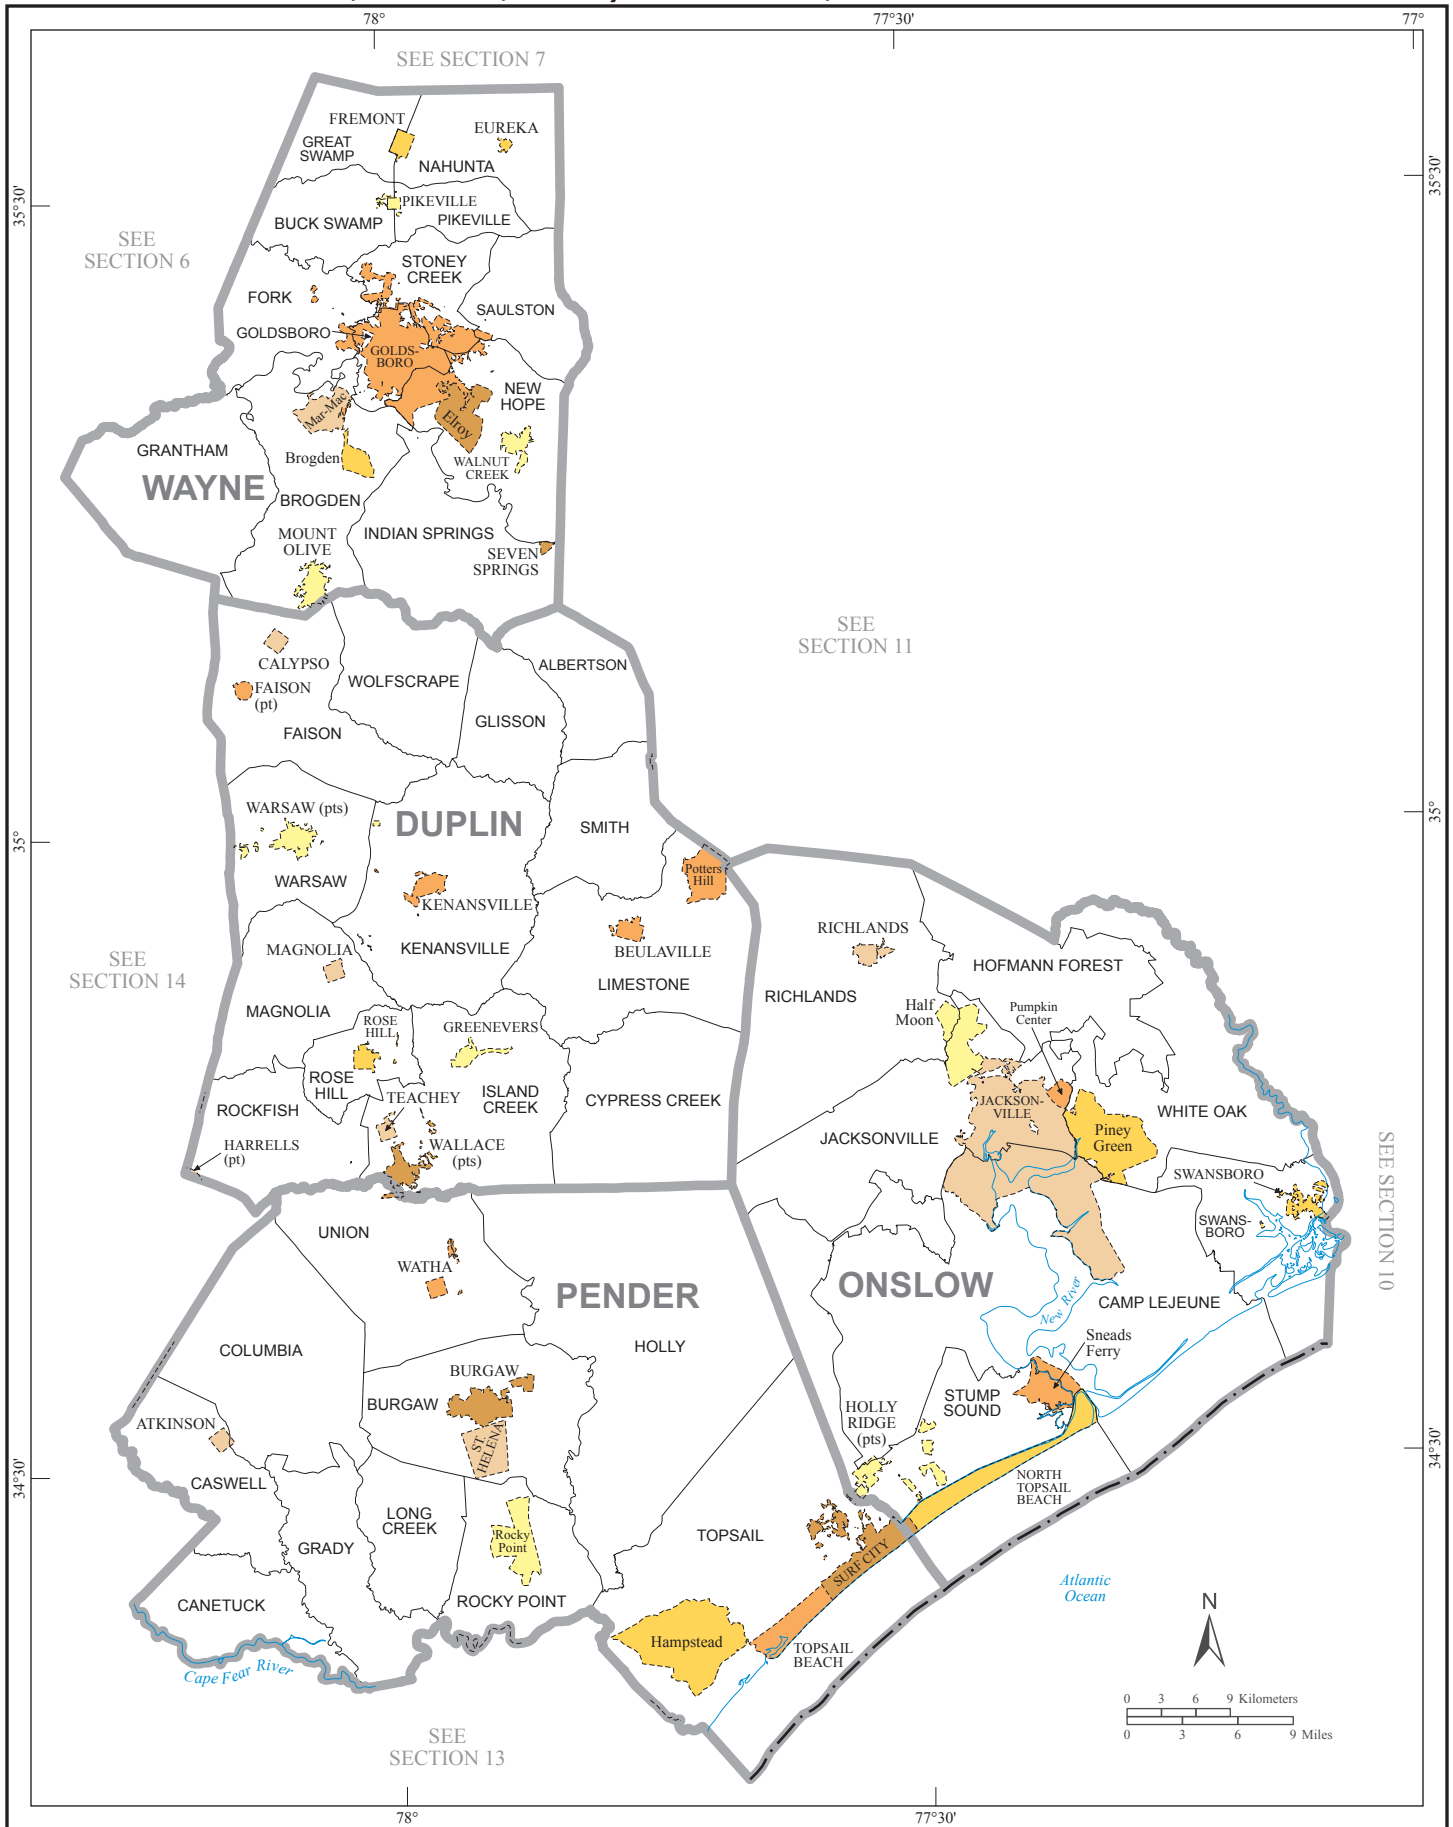 78°
77°30'
77°
SEE SECTION 7
FREMONT
EUREKA
GREAT
SWAMP
NAHUNTA
35°30'
35°30'
PIKEVILLE
BUCK SWAMP
PIKEVILLE
SEE
SECTION 6
STONEY
CREEK
FORK
SAULSTON
GOLDSBORO
GOLDS-
BORO
NEW
HOPE
Mar-Mac
Elroy
GRANTHAM
Brogden
WALNUT
CREEK
WAYNE
BROGDEN
INDIAN SPRINGS
MOUNT
OLIVE
SEVEN
SPRINGS
SEE
SECTION 11
CALYPSO
ALBERTSON
WOLFSCRAPE
FAISON
(pt)
GLISSON
FAISON
WARSAW (pts)
DUPLIN
SMITH
35°
35°
WARSAW
Potters
Hill
KENANSVILLE
RICHLANDS
MAGNOLIA
KENANSVILLE
BEULAVILLE
HOFMANN FOREST
SEE
SECTION 14
LIMESTONE
RICHLANDS
MAGNOLIA
Half
Moon
Pumpkin
Center
ROSE
HILL
GREENEVERS
ROSE
HILL
ISLAND
CREEK
TEACHEY
CYPRESS CREEK
JACKSON-
VILLE
WHITE OAK
ROCKFISH
JACKSONVILLE
Piney
Green
HARRELLS
(pt)
WALLACE
(pts)
SWANSBORO
SEE SECTION 10
UNION
SWANS-
BORO
WATHA
PENDER
ONSLOW
New River
CAMP LEJEUNE
COLUMBIA
HOLLY
Sneads
Ferry
BURGAW
BURGAW
STUMP
SOUND
ATKINSON
ST.
HELENA
HOLLY
RIDGE
(pts)
34°30'
34°30'
CASWELL
NORTH
TOPSAIL
BEACH
LONG
CREEK
Rocky
Point
TOPSAIL
GRADY
SURF CITY
Atlantic
Ocean
CANETUCK
ROCKY POINT
N
Hampstead
TOPSAIL
BEACH
Cape Fear River
0 3 6 9 Kilometers
0 3 6 9 Miles
SEE
SECTION 13
78°
77°30'